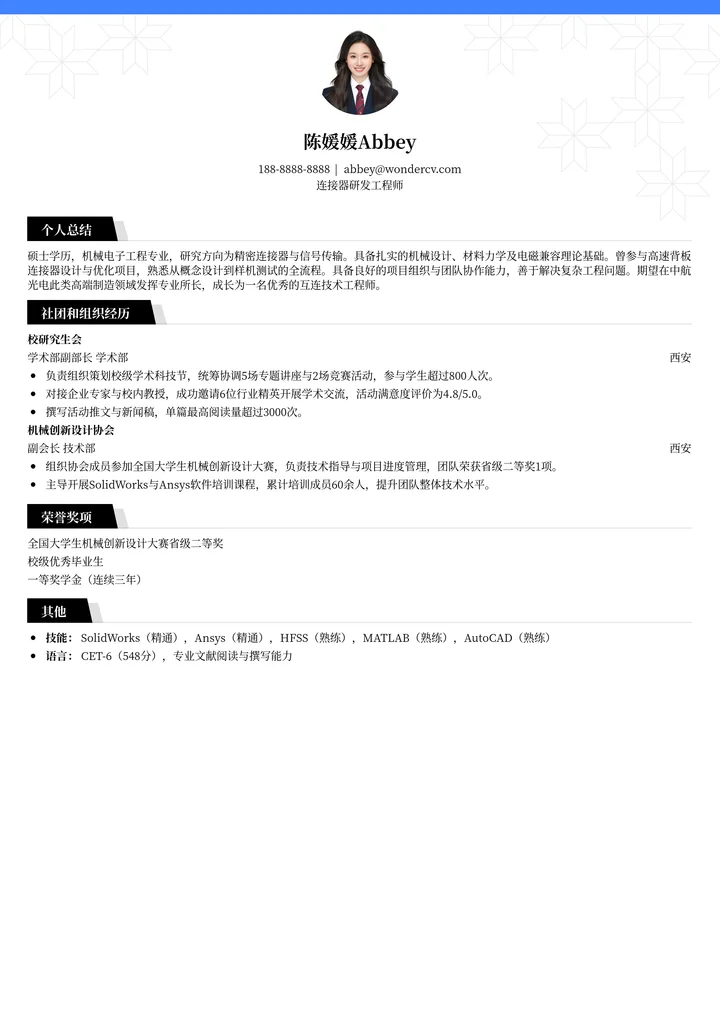 陈媛媛Abbey
188-8888-8888 | abbey@wondercv.com
连接器研发工程师
个人总结
硕士学历，机械电子工程专业，研究方向为精密连接器与信号传输。具备扎实的机械设计、材料力学及电磁兼容理论基础。曾参与高速背板
连接器设计与优化项目，熟悉从概念设计到样机测试的全流程。具备良好的项目组织与团队协作能力，善于解决复杂工程问题。期望在中航
光电此类高端制造领域发挥专业所长，成长为一名优秀的互连技术工程师。
社团和组织经历
校研究生会
学术部副部长 学术部 西安
• 负责组织策划校级学术科技节，统筹协调5场专题讲座与2场竞赛活动，参与学生超过800人次。
• 对接企业专家与校内教授，成功邀请6位行业精英开展学术交流，活动满意度评价为4.8/5.0。
• 撰写活动推文与新闻稿，单篇最高阅读量超过3000次。
机械创新设计协会
副会长 技术部 西安
• 组织协会成员参加全国大学生机械创新设计大赛，负责技术指导与项目进度管理，团队荣获省级二等奖1项。
• 主导开展SolidWorks与Ansys软件培训课程，累计培训成员60余人，提升团队整体技术水平。
荣誉奖项
全国大学生机械创新设计大赛省级二等奖
校级优秀毕业生
一等奖学金（连续三年）
其他
• 技能： SolidWorks（精通）, Ansys（精通）, HFSS（熟练）, MATLAB（熟练）, AutoCAD（熟练）
• 语言： CET-6（548分）, 专业文献阅读与撰写能力